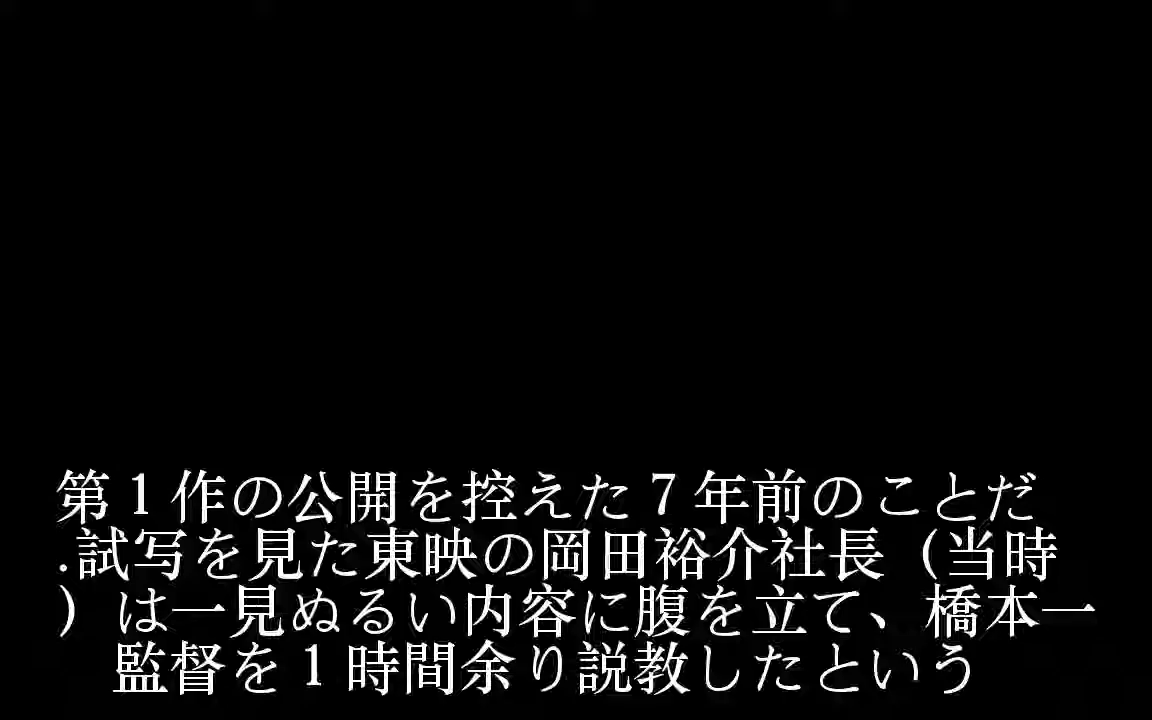 第１作の公開を控えた７年前のことだ
.試写を見た東映の岡田裕介社長（当時
）は一見ぬるい内容に腹を立て、橋本一
監督を１時間余り説教したという